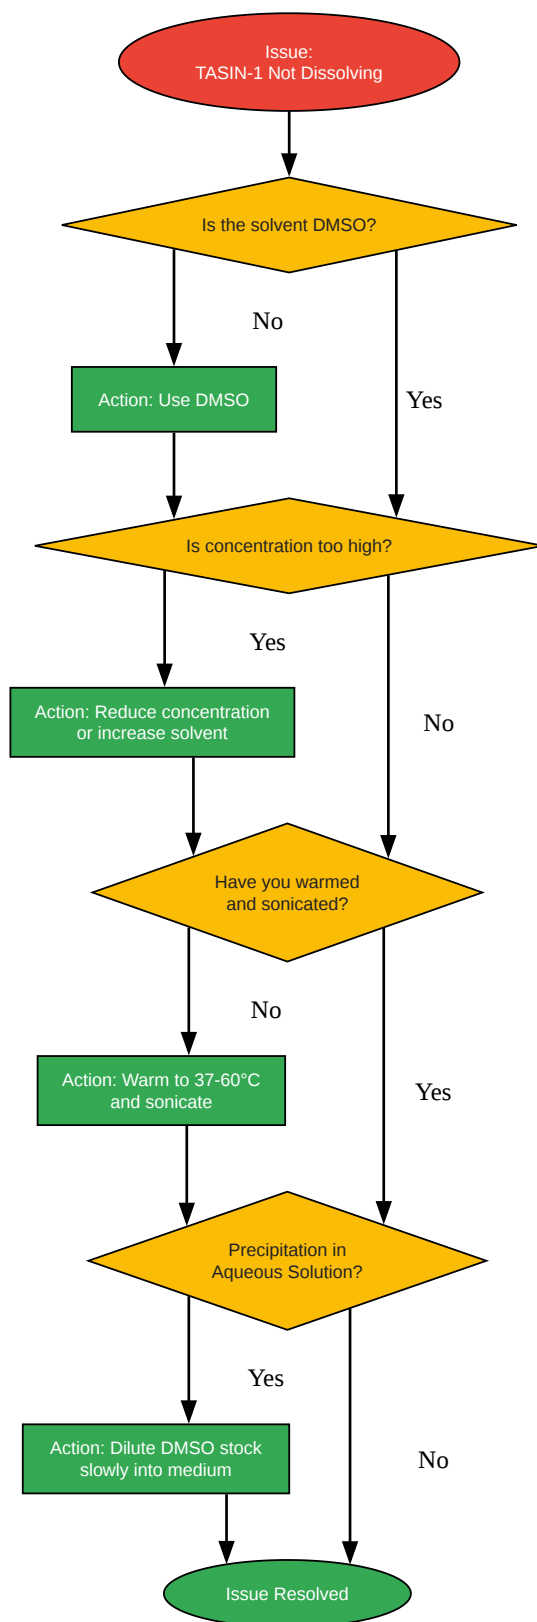 Issue:
TASIN-1 Not Dissolving
Is the solvent DMSO?
No
Action: Use DMSO
Yes
Is concentration too high?
Yes
Action: Reduce concentration
or increase solvent
No
Have you warmed
and sonicated?
No
Action: Warm to 37-60°C
and sonicate
Yes
Precipitation in
Aqueous Solution?
Yes
Action: Dilute DMSO stock
slowly into medium
No
Issue Resolved